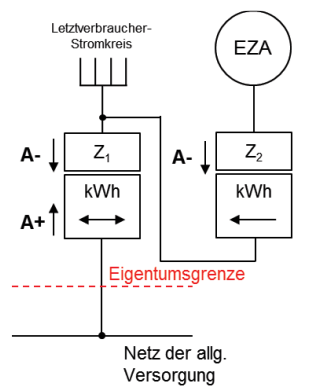 Letztverbraucher-
Stromkreis
EZA
A-
Z1
A-
Z2
kWh
kWh
A+
Eigentumsgrenze
Netz der allg.
Versorgung